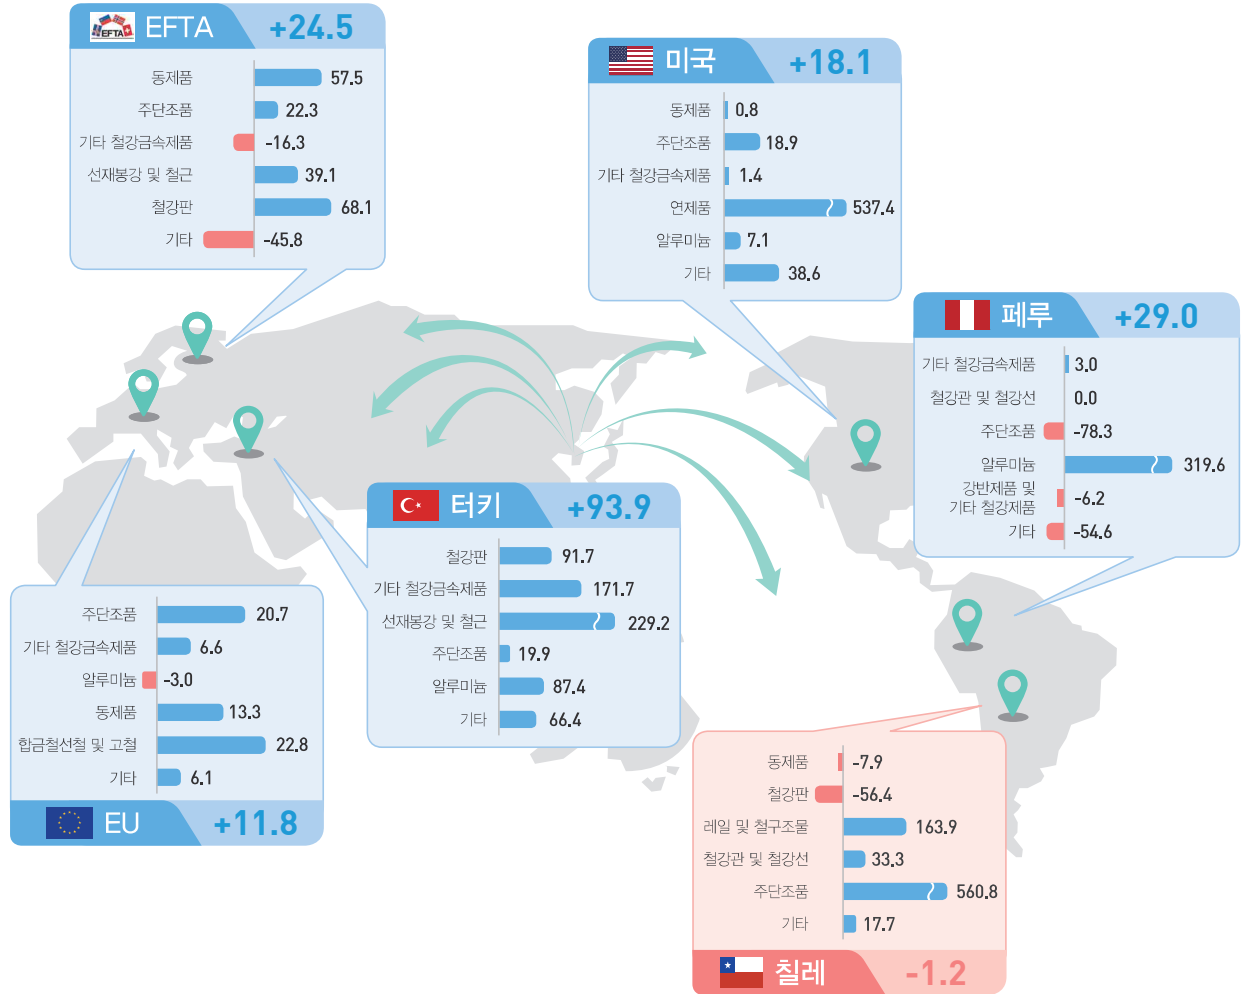 EFTA
EFTA +24.5
동제품 57.5
주단조품 22.3
기타 철강금속제품 -16.3
선재봉강 및 철근 39.1
철강판 68.1
기타 -45.8
미국 +18.1
동제품 0.8
주단조품 18.9
기타 철강금속제품 1.4
연제품 537.4
알루미늄 7.1
기타 38.6
페루 +29.0
기타 철강금속제품 3.0
철강관 및 철강선 0.0
주단조품 -78.3
알루미늄 319.6
강반제품 및
기타 철강제품 -6.2
기타 -54.6
터키 +93.9
철강판 91.7
기타 철강금속제품 171.7
선재봉강 및 철근 229.2
주단조품 19.9
알루미늄 87.4
기타 66.4
주단조품 20.7
기타 철강금속제품 6.6
알루미늄 -3.0
동제품 13.3
합금철선철 및 고철 22.8
기타 6.1
EU +11.8
동제품 -7.9
철강판 -56.4
레일 및 철구조물 163.9
철강관 및 철강선 33.3
주단조품 560.8
기타 17.7
칠레 -1.2